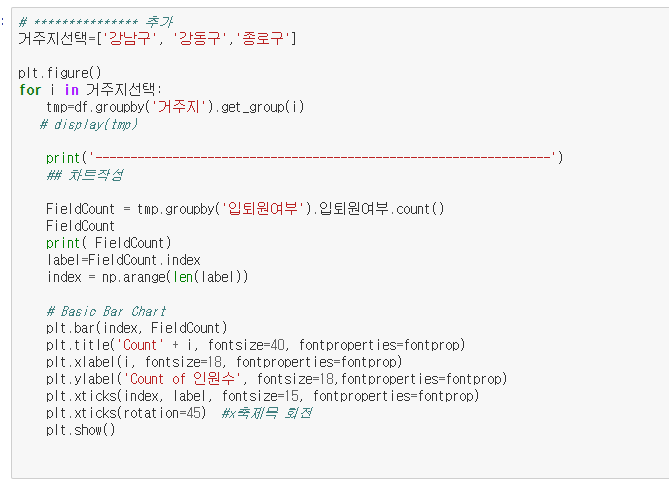 # *************** 추가
거주지선택=['강남구', '강동구','종로구']
plt.figure()
for i in 거주지선택:
    tmp=df.groupby('거주지').get_group(i)
   # display(tmp)
    print('-----------------------------------------------------------------')
    ## 차트작성
    FieldCount = tmp.groupby('입퇴원여부').입퇴원여부.count()
    FieldCount
    print( FieldCount)
    label=FieldCount.index
    index = np.arange(len(label))
    # Basic Bar Chart
    plt.bar(index, FieldCount)
    plt.title('Count' + i, fontsize=40, fontproperties=fontprop)
    plt.xlabel(i, fontsize=18, fontproperties=fontprop)
    plt.ylabel('Count of 인원수', fontsize=18,fontproperties=fontprop)
    plt.xticks(index, label, fontsize=15, fontproperties=fontprop)
    plt.xticks(rotation=45)  #x축제목 회전
    plt.show()